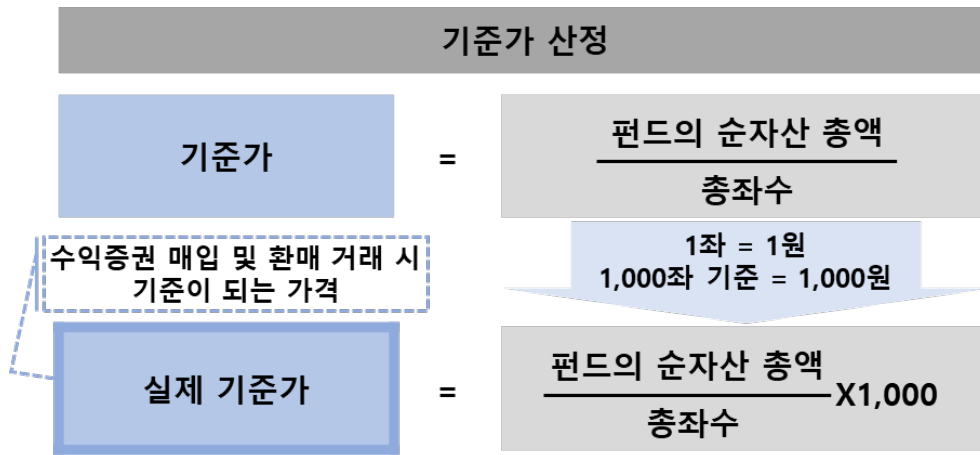 기준가 산정
기준가
=
펀드의 순자산 총액
총좌수
수익증권 매입 및 환매 거래 시
기준이 되는 가격
1좌 = 1원
1,000좌 기준 = 1,000원
실제 기준가
=
펀드의 순자산 총액
총좌수
X1,000